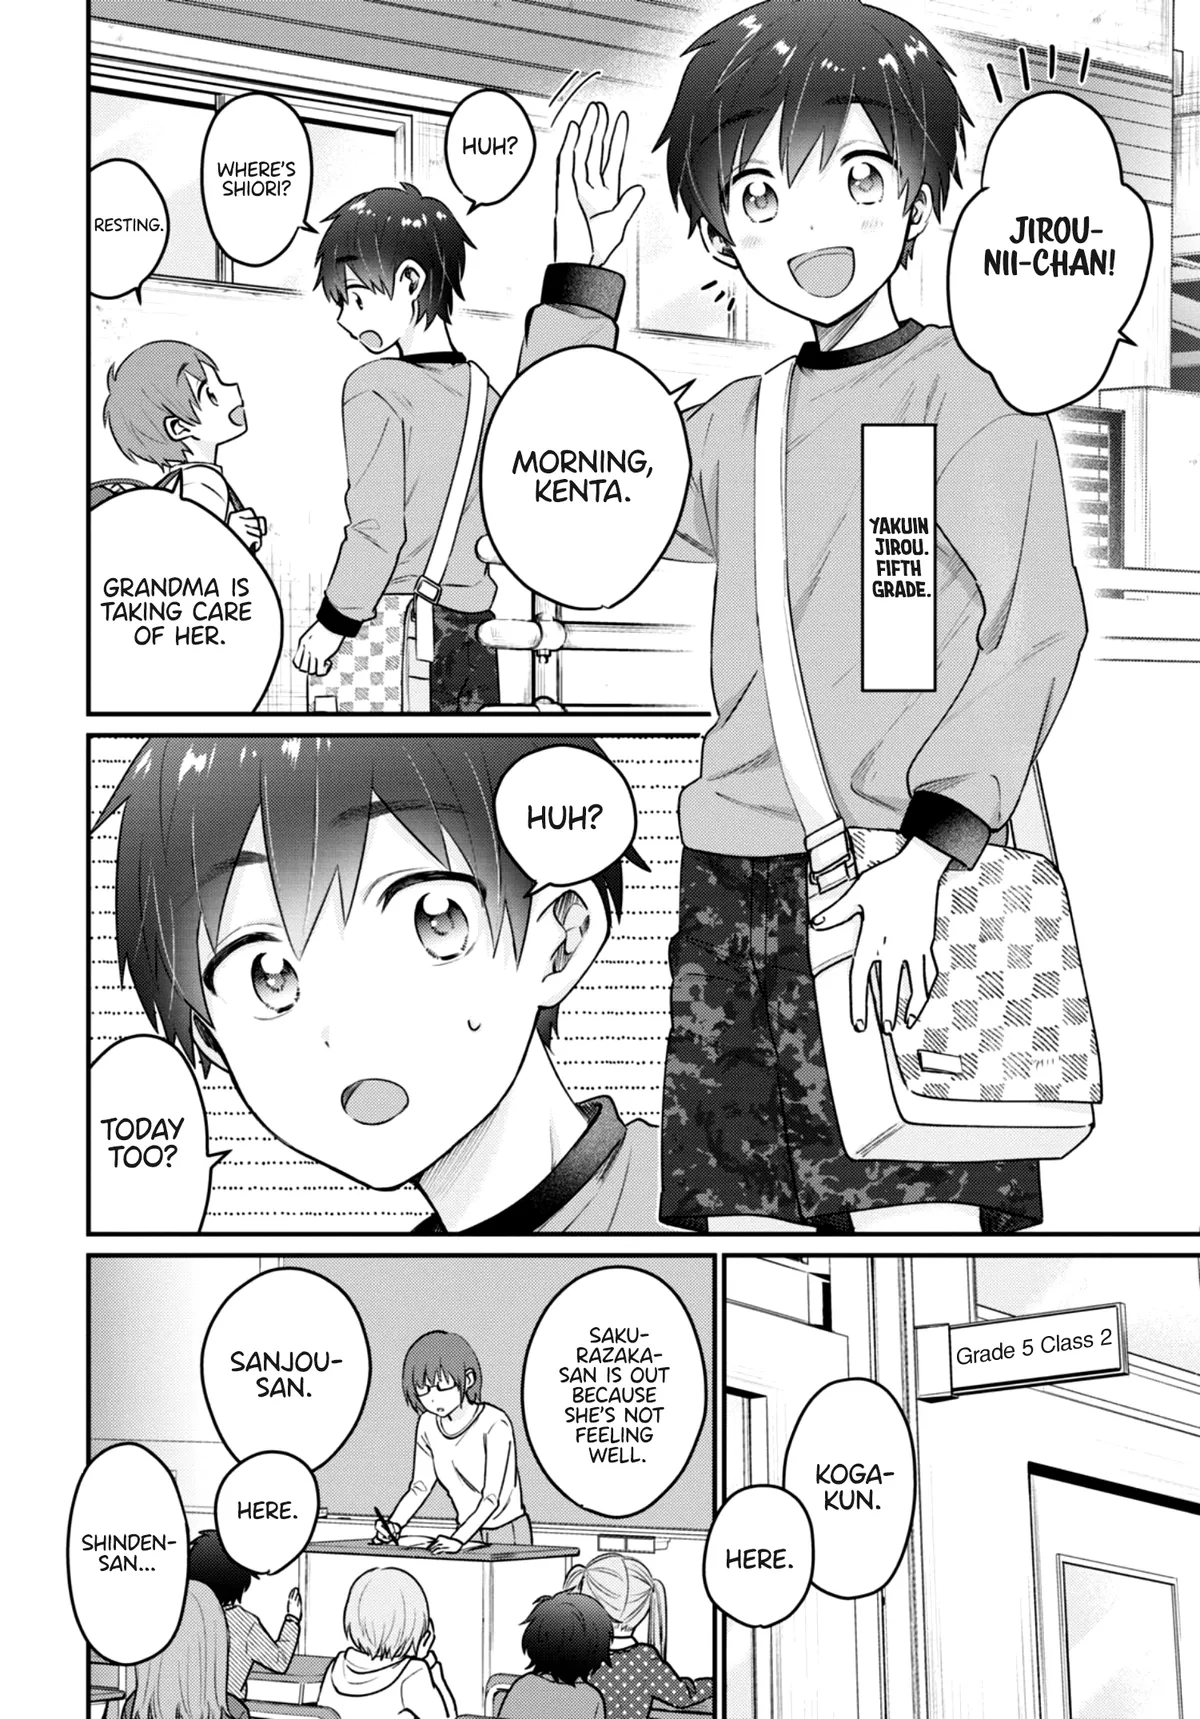 JIROU-
NII-CHAN!
MORNING,
KENTA.
YAKUIN
JIROU.
FIFTH
GRADE.
HUH?
WHERE'S
SHIORI?
RESTING.
GRANDMA IS
TAKING CARE
OF HER.
HUH?
TODAY
TOO?
Grade 5 Class 2
KOGA-
KUN.
HERE.
SAKU-
RAZAKA-
SAN IS OUT
BECAUSE
SHE'S NOT
FEELING
WELL.
SANJOU-
SAN.
HERE.
SHINDEN-
SAN...